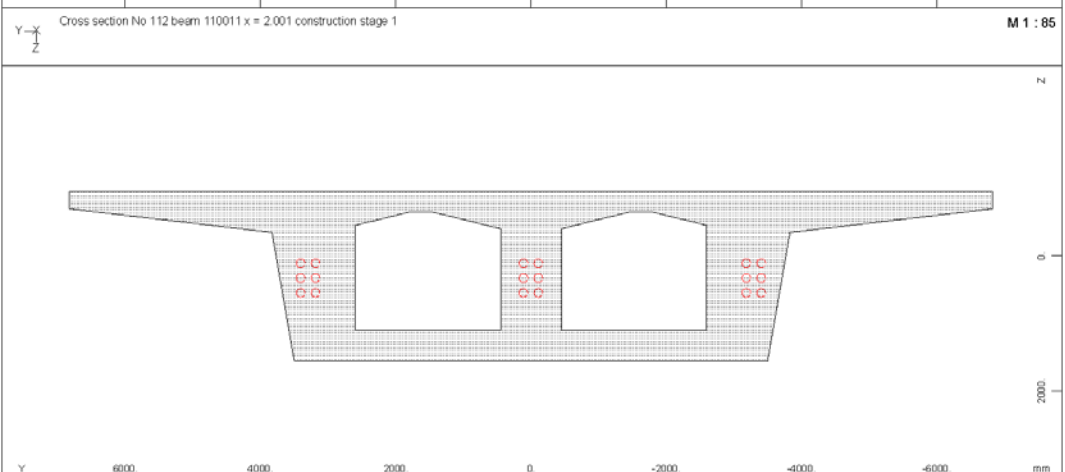 Cross section No 112 beam 110011 x = 2.001 construction stage 1
M 1 : 85
Y X
Z
Z
0.
2000.
Y 6000. 4000. 2000. 0. -2000. -4000. -6000. mm